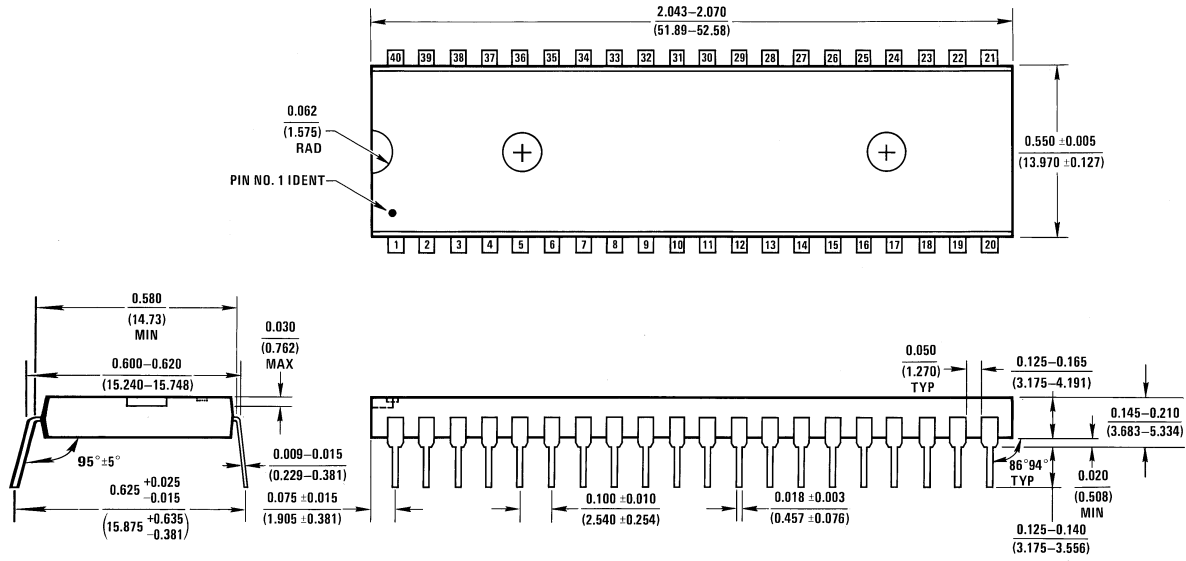 2.043–2.070
(51.89–52.58)
40 39 38 37 36 35 34 33 32 31 30 29 28 27 26 25 24 23 22 21
0.062
(1.575)
RAD
0.550 ±0.005
(13.970 ±0.127)
PIN NO. 1 IDENT
1 2 3 4 5 6 7 8 9 10 11 12 13 14 15 16 17 18 19 20
0.580
(14.73)
MIN
0.030
(0.762)
MAX
0.600–0.620
(15.240–15.748)
0.050
(1.270)
TYP
0.125–0.165
(3.175–4.191)
0.145–0.210
(3.683–5.334)
95°±5°
0.009–0.015
(0.229–0.381)
86°94°
TYP
0.020
(0.508)
MIN
0.625 +0.025 –0.015
(15.875 +0.635 –0.381)
0.075 ±0.015
(1.905 ±0.381)
0.100 ±0.010
(2.540 ±0.254)
0.018 ±0.003
(0.457 ±0.076)
0.125–0.140
(3.175–3.556)